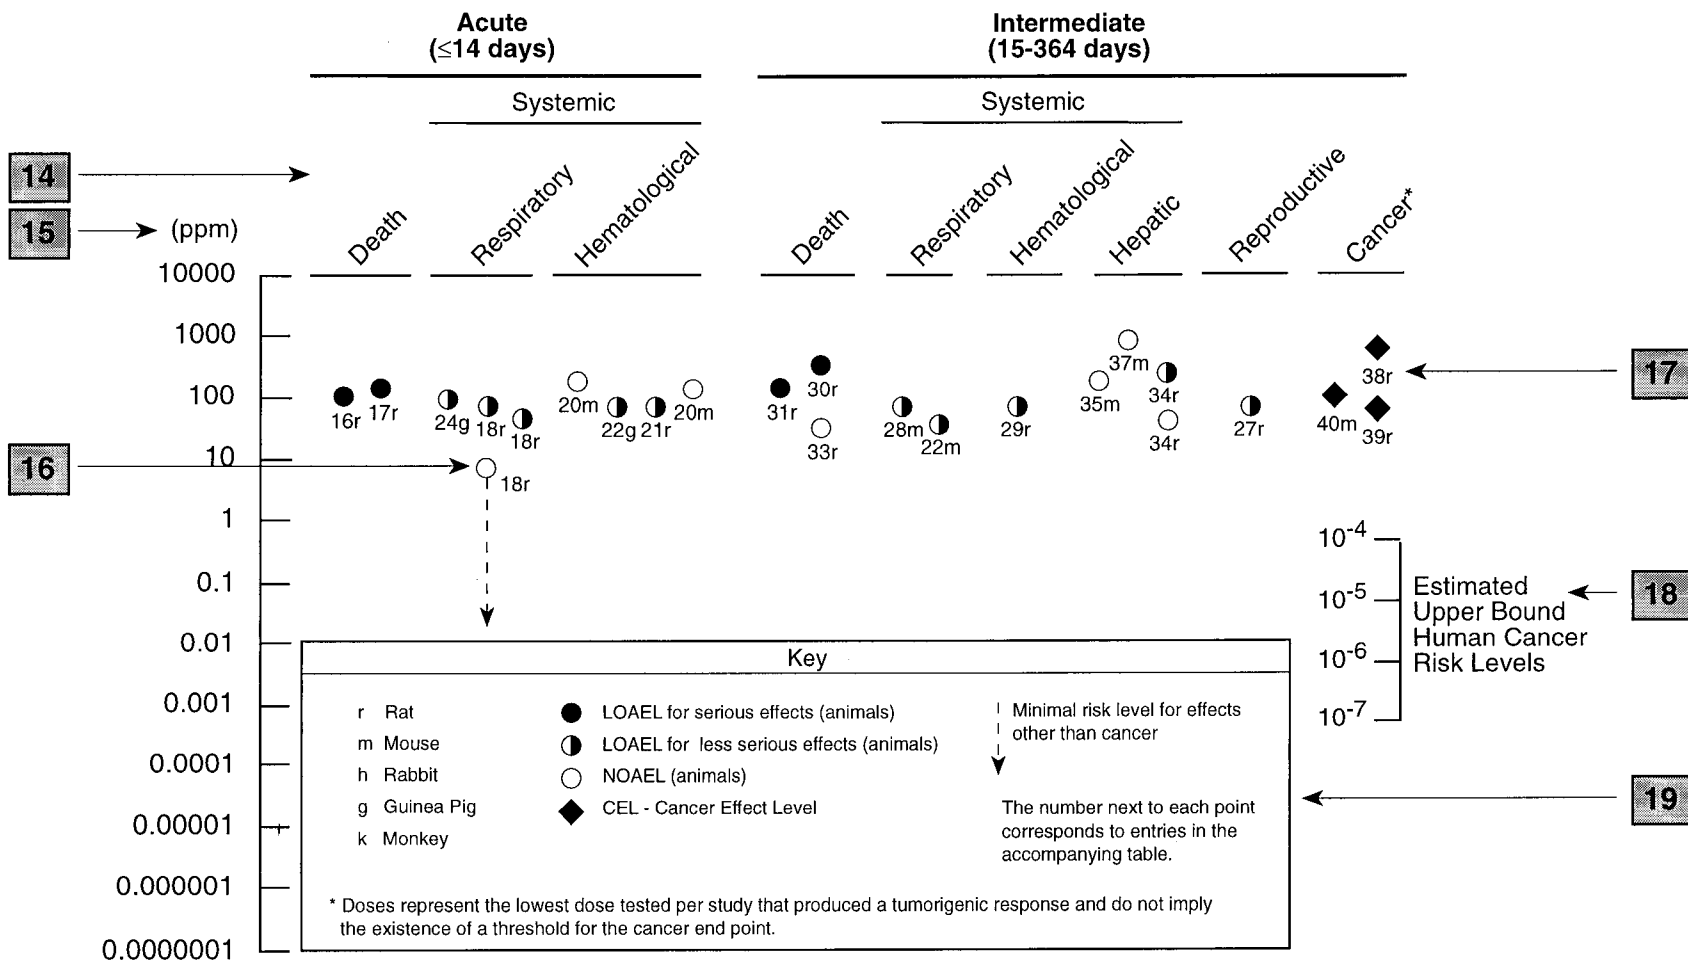 Acute
(≤14 days)
Intermediate
(15-364 days)
Systemic
Systemic
14
15
(ppm)
Death
Respiratory
Hematological
Death
Respiratory
Hematological
Hepatic
Reproductive
Cancer*
10000
1000
100
10
1
0.1
0.01
0.001
0.0001
0.00001
0.000001
0.0000001
16r
17r
24g
18r
18r
20m
22g
21r
20m
31r
30r
33r
28m
22m
29r
37m
35m
34r
34r
27r
40m
38r
39r
17
16
18r
10-4
10-5
10-6
10-7
Estimated
Upper Bound
Human Cancer
Risk Levels
18
Key
r Rat
m Mouse
h Rabbit
g Guinea Pig
k Monkey
LOAEL for serious effects (animals)
LOAEL for less serious effects (animals)
NOAEL (animals)
CEL - Cancer Effect Level
Minimal risk level for effects
other than cancer
The number next to each point
corresponds to entries in the
accompanying table.
19
* Doses represent the lowest dose tested per study that produced a tumorigenic response and do not imply
the existence of a threshold for the cancer end point.